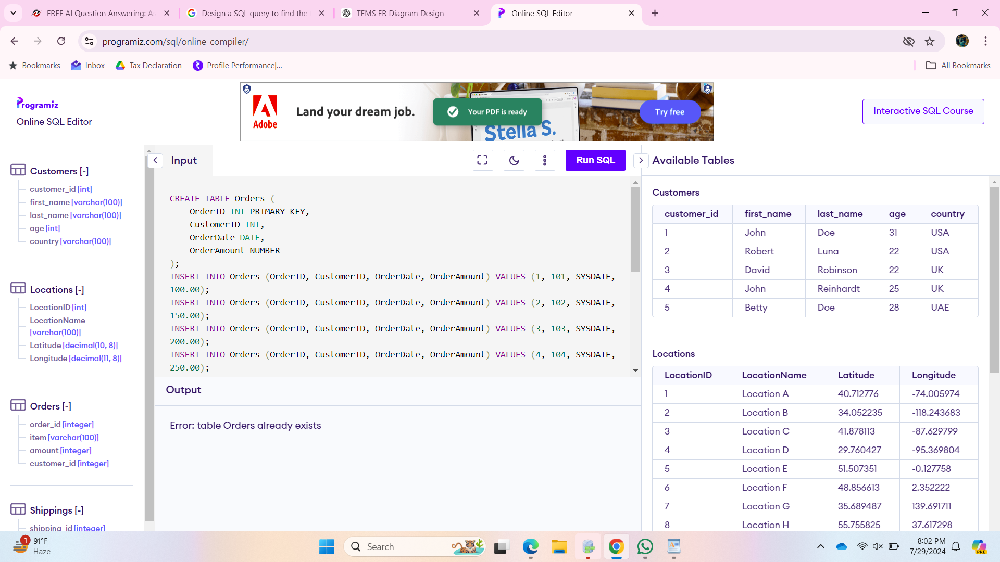 FREE AI Question Answering: As
Design a SQL query to find the
TFMS ER Diagram Design
Online SQL Editor
programiz.com/sql/online-compiler/
Bookmarks
Inbox
Tax Declaration
Profile Performance|...
All Bookmarks
Programiz
Online SQL Editor
Adobe
Land your dream job.
Your PDF is ready
Stella S.
Try free
Interactive SQL Course
Customers [-]
customer_id [int]
first_name [varchar(100)]
last_name [varchar(100)]
age [int]
country [varchar(100)]
Locations [-]
LocationID [int]
LocationName
[varchar(100)]
Latitude [decimal(10, 8)]
Longitude [decimal(11, 8)]
Orders [-]
order_id [integer]
item [varchar(100)]
amount [integer]
customer_id [integer]
Shippings [-]
shipping_id [integer]
Input
Run SQL
CREATE TABLE Orders (
OrderID INT PRIMARY KEY,
CustomerID INT,
OrderDate DATE,
OrderAmount NUMBER
);
INSERT INTO Orders (OrderID, CustomerID, OrderDate, OrderAmount) VALUES (1, 101, SYSDATE,
100.00);
INSERT INTO Orders (OrderID, CustomerID, OrderDate, OrderAmount) VALUES (2, 102, SYSDATE,
150.00);
INSERT INTO Orders (OrderID, CustomerID, OrderDate, OrderAmount) VALUES (3, 103, SYSDATE,
200.00);
INSERT INTO Orders (OrderID, CustomerID, OrderDate, OrderAmount) VALUES (4, 104, SYSDATE,
250.00);
Output
Error: table Orders already exists
Available Tables
Customers
customer_id first_name last_name age country
1 John Doe 31 USA
2 Robert Luna 22 USA
3 David Robinson 22 UK
4 John Reinhardt 25 UK
5 Betty Doe 28 UAE
Locations
LocationID LocationName Latitude Longitude
1 Location A 40.712776 -74.005974
2 Location B 34.052235 -118.243683
3 Location C 41.878113 -87.629799
4 Location D 29.760427 -95.369804
5 Location E 51.507351 -0.127758
6 Location F 48.856613 2.352222
7 Location G 35.689487 139.691711
8 Location H 55.755825 37.617298
1
91°F
Haze
Search
8:02 PM
7/29/2024
PRE